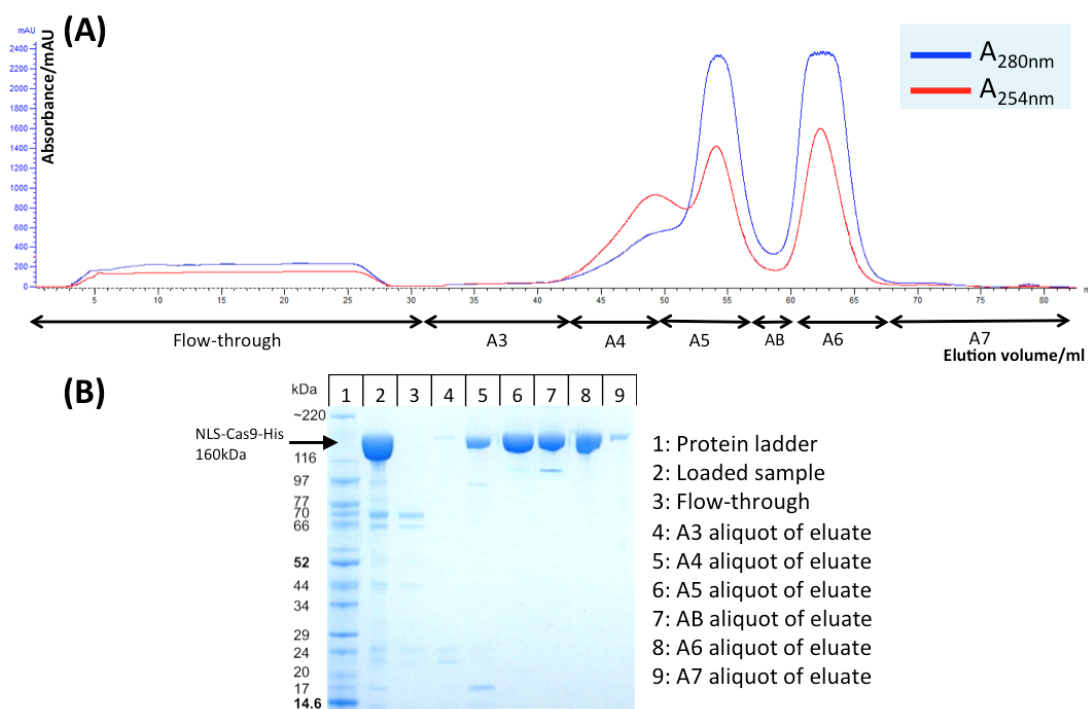 (A)
mAU
Absorbance/mAU
2400
2200
2000
1800
1600
1400
1200
1000
800
600
400
200
0
A280nm
A254nm
5 10 15 20 25 30 35 40 45 50 55 60 65 70 75 80 m
Flow-through A3 A4 A5 AB A6 A7
Elution volume/ml
(B)
kDa 1 2 3 4 5 6 7 8 9
~220
NLS-Cas9-His
160kDa
116
97
77
70
66
52
44
34
29
24
20
17
14.6
1: Protein ladder
2: Loaded sample
3: Flow-through
4: A3 aliquot of eluate
5: A4 aliquot of eluate
6: A5 aliquot of eluate
7: AB aliquot of eluate
8: A6 aliquot of eluate
9: A7 aliquot of eluate